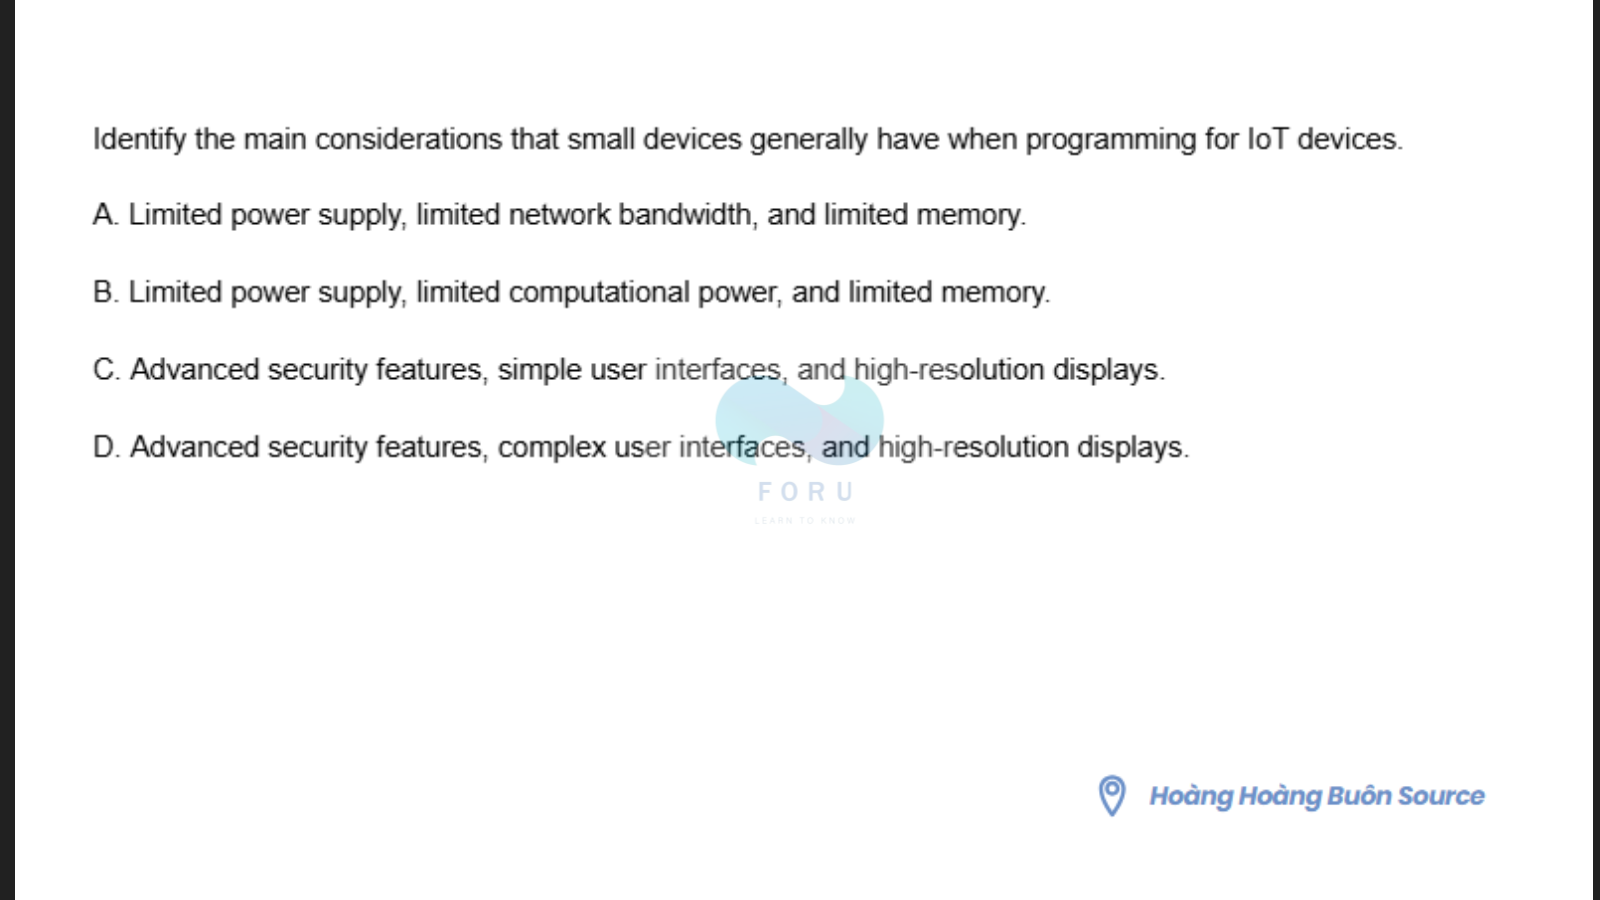 Identify the main considerations that small devices generally have when programming for IoT devices.
A. Limited power supply, limited network bandwidth, and limited memory.
B. Limited power supply, limited computational power, and limited memory.
C. Advanced security features, simple user interfaces, and high-resolution displays.
D. Advanced security features, complex user interfaces, and high-resolution displays.
FORU
LEARN TO KNOW
Hoàng Hoàng Buôn Source